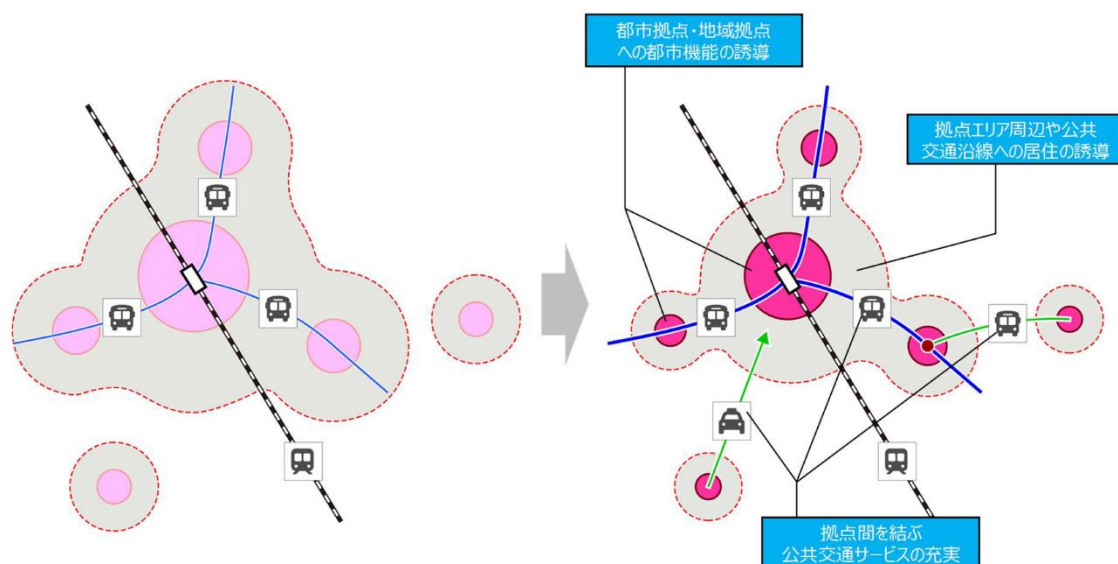 都市拠点・地域拠点
への都市機能の誘導
拠点エリア周辺や公共
交通沿線への居住の誘導
拠点間を結ぶ
公共交通サービスの充実